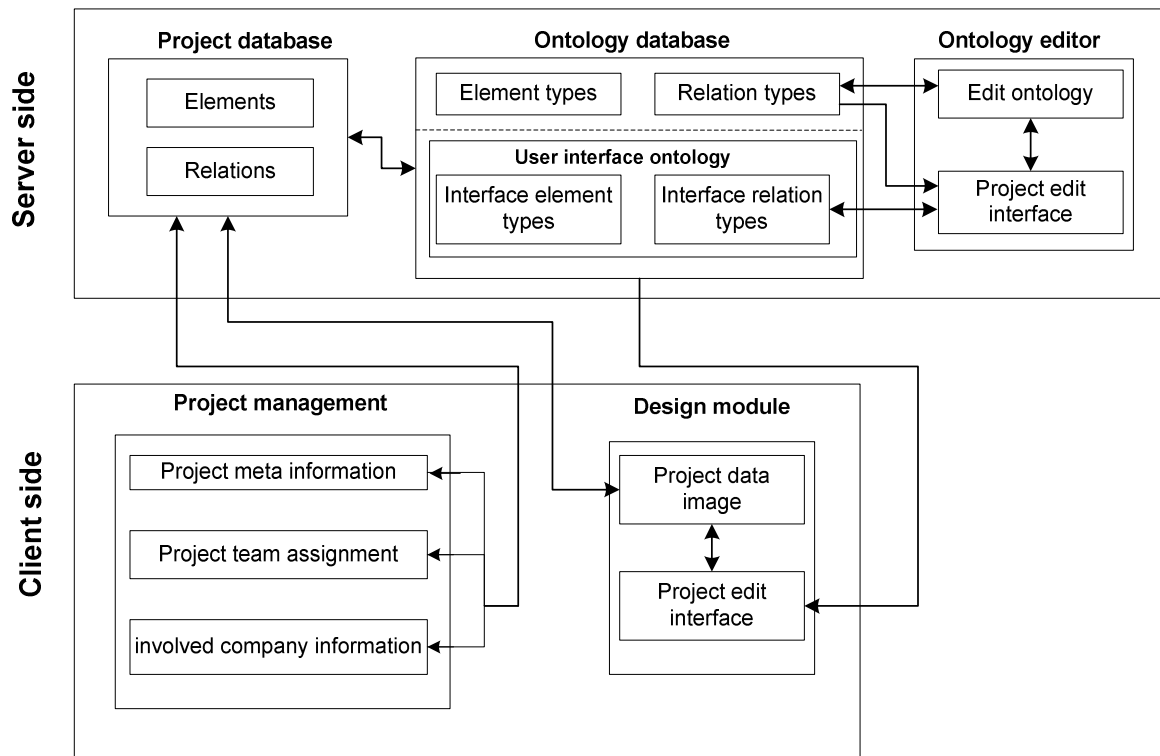 Server side
Project database
Elements
Relations
Ontology database
Element types
Relation types
User interface ontology
Interface element
types
Interface relation
types
Ontology editor
Edit ontology
Project edit
interface
Client side
Project management
Project meta information
Project team assignment
involved company information
Design module
Project data
image
Project edit
interface